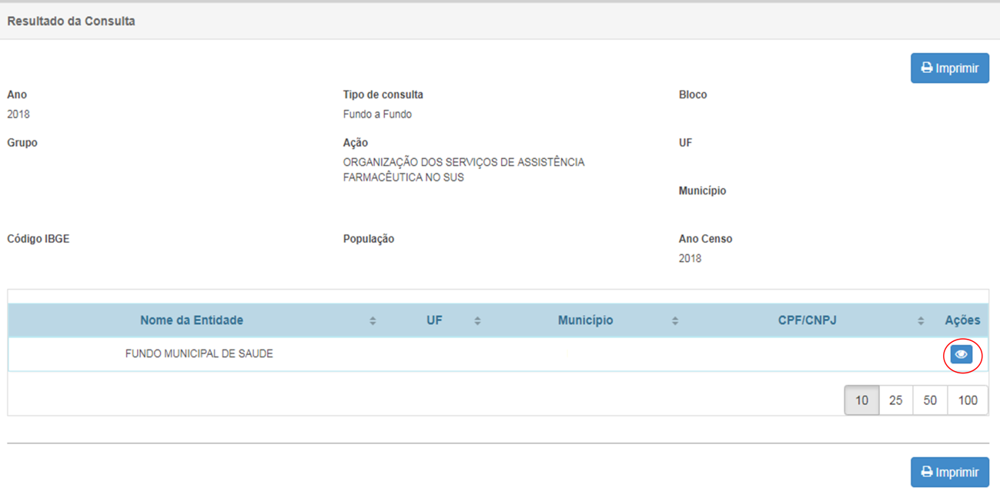 Resultado da Consulta
Imprimir
Ano
2018
Tipo de consulta
Fundo a Fundo
Bloco
Grupo
Ação
ORGANIZAÇÃO DOS SERVIÇOS DE ASSISTÊNCIA
FARMACÊUTICA NO SUS
UF
Município
Código IBGE
População
Ano Censo
2018
Nome da Entidade UF Município CPF/CNPJ Ações
FUNDO MUNICIPAL DE SAUDE
10 25 50 100
Imprimir